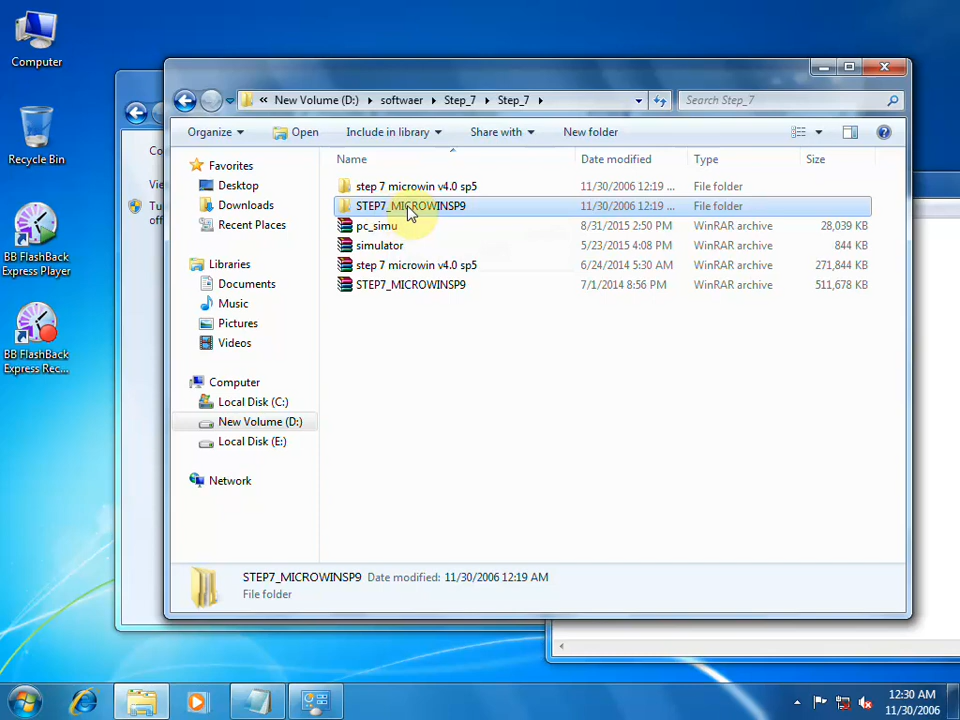 Computer
Recycle Bin
BB FlashBack
Express Player
BB FlashBack
Express Rec...
« New Volume (D:) ▸ softwaer ▸ Step_7 ▸ Step_7 ▸
Search Step_7
Organize
Open
Include in library
Share with
New folder
Co
Vie
Tu
off
Favorites
Desktop
Downloads
Recent Places
Libraries
Documents
Music
Pictures
Videos
Computer
Local Disk (C:)
New Volume (D:)
Local Disk (E:)
Network
Name Date modified Type Size
step 7 microwin v4.0 sp5 11/30/2006 12:19 ... File folder
STEP7_MICROWINSP9 11/30/2006 12:19 ... File folder
pc_simu 8/31/2015 2:50 PM WinRAR archive 28,039 KB
simulator 5/23/2015 4:08 PM WinRAR archive 844 KB
step 7 microwin v4.0 sp5 6/24/2014 5:30 AM WinRAR archive 271,844 KB
STEP7_MICROWINSP9 7/1/2014 8:56 PM WinRAR archive 511,678 KB
STEP7_MICROWINSP9 Date modified: 11/30/2006 12:19 AM
File folder
12:30 AM
11/30/2006